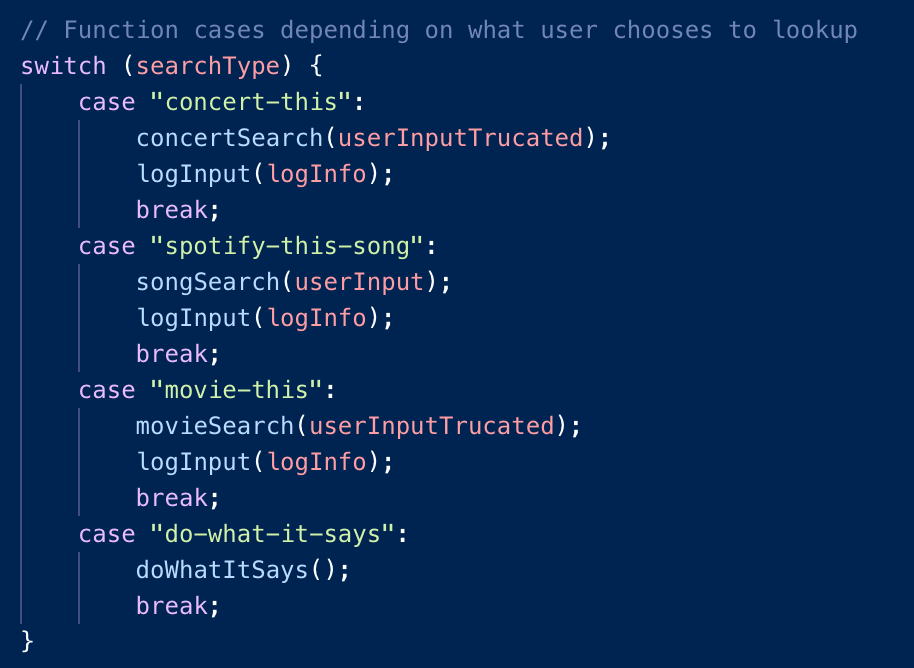 // Function cases depending on what user chooses to lookup
switch (searchType) {
    case "concert-this":
        concertSearch(userInputTrucated);
        logInput(logInfo);
        break;
    case "spotify-this-song":
        songSearch(userInput);
        logInput(logInfo);
        break;
    case "movie-this":
        movieSearch(userInputTrucated);
        logInput(logInfo);
        break;
    case "do-what-it-says":
        doWhatItSays();
        break;
}